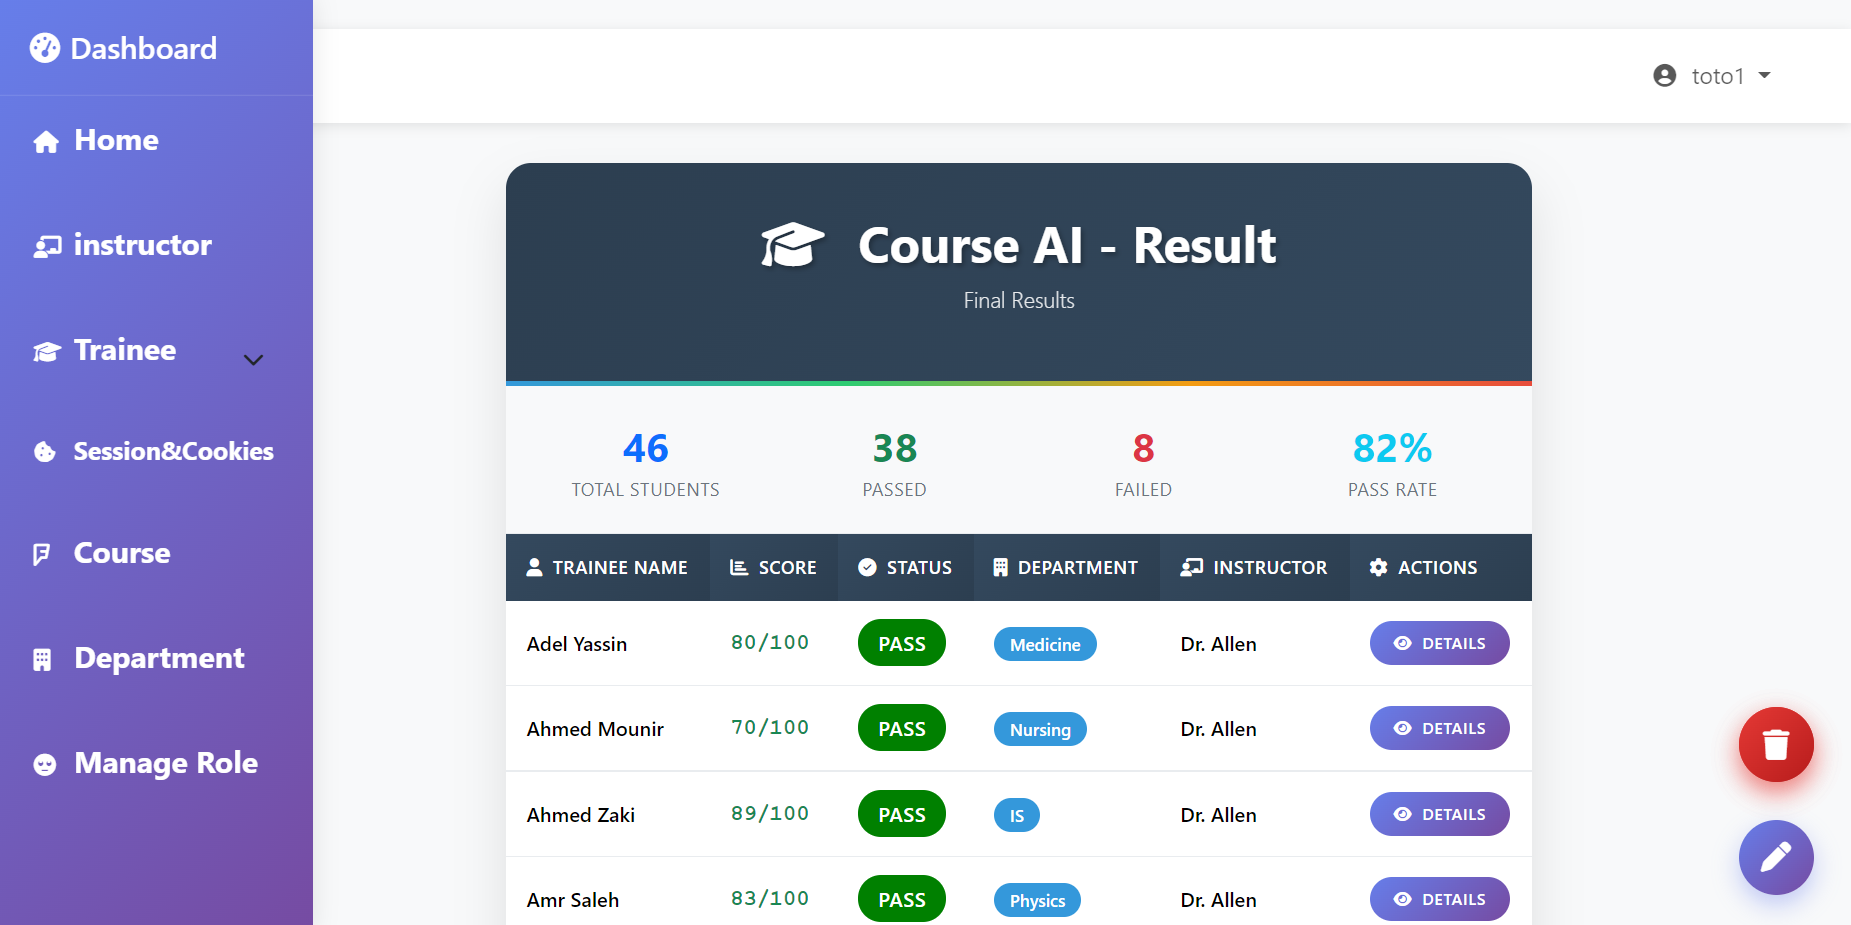 Dashboard
toto1
Home
instructor
Trainee
Session&Cookies
Course
Department
Manage Role
Course AI - Result
Final Results
46 38 8 82%
TOTAL STUDENTS PASSED FAILED PASS RATE
TRAINEE NAME SCORE STATUS DEPARTMENT INSTRUCTOR ACTIONS
Adel Yassin 80/100 PASS Medicine Dr. Allen DETAILS
Ahmed Mounir 70/100 PASS Nursing Dr. Allen DETAILS
Ahmed Zaki 89/100 PASS IS Dr. Allen DETAILS
Amr Saleh 83/100 PASS Physics Dr. Allen DETAILS